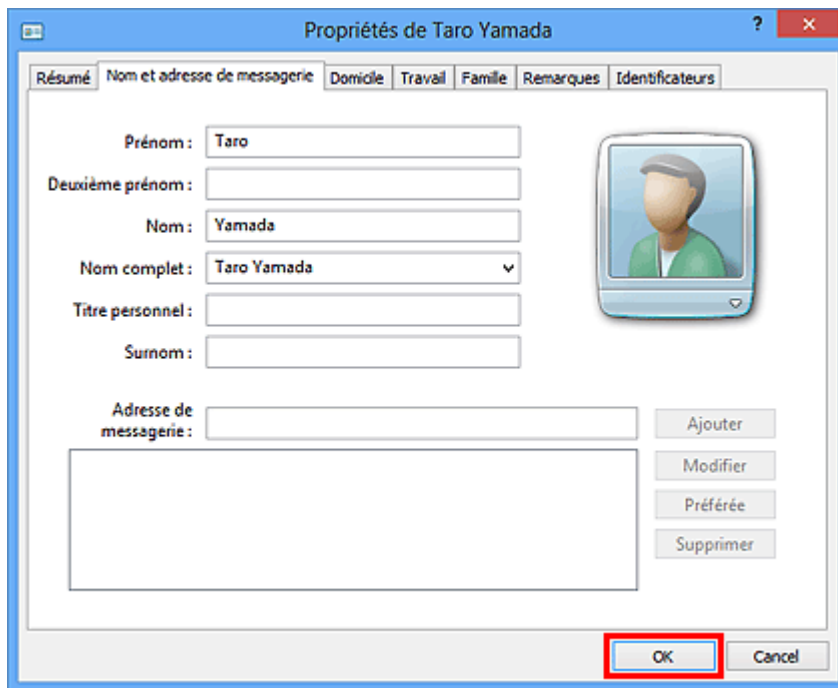 Propriétés de Taro Yamada
?
Résumé Nom et adresse de messagerie Domicile Travail Famille Remarques Identificateurs
Prénom : Taro
Deuxième prénom :
Nom : Yamada
Nom complet : Taro Yamada
Titre personnel :
Surnom :
Adresse de
messagerie :
Ajouter
Modifier
Préférée
Supprimer
OK Cancel